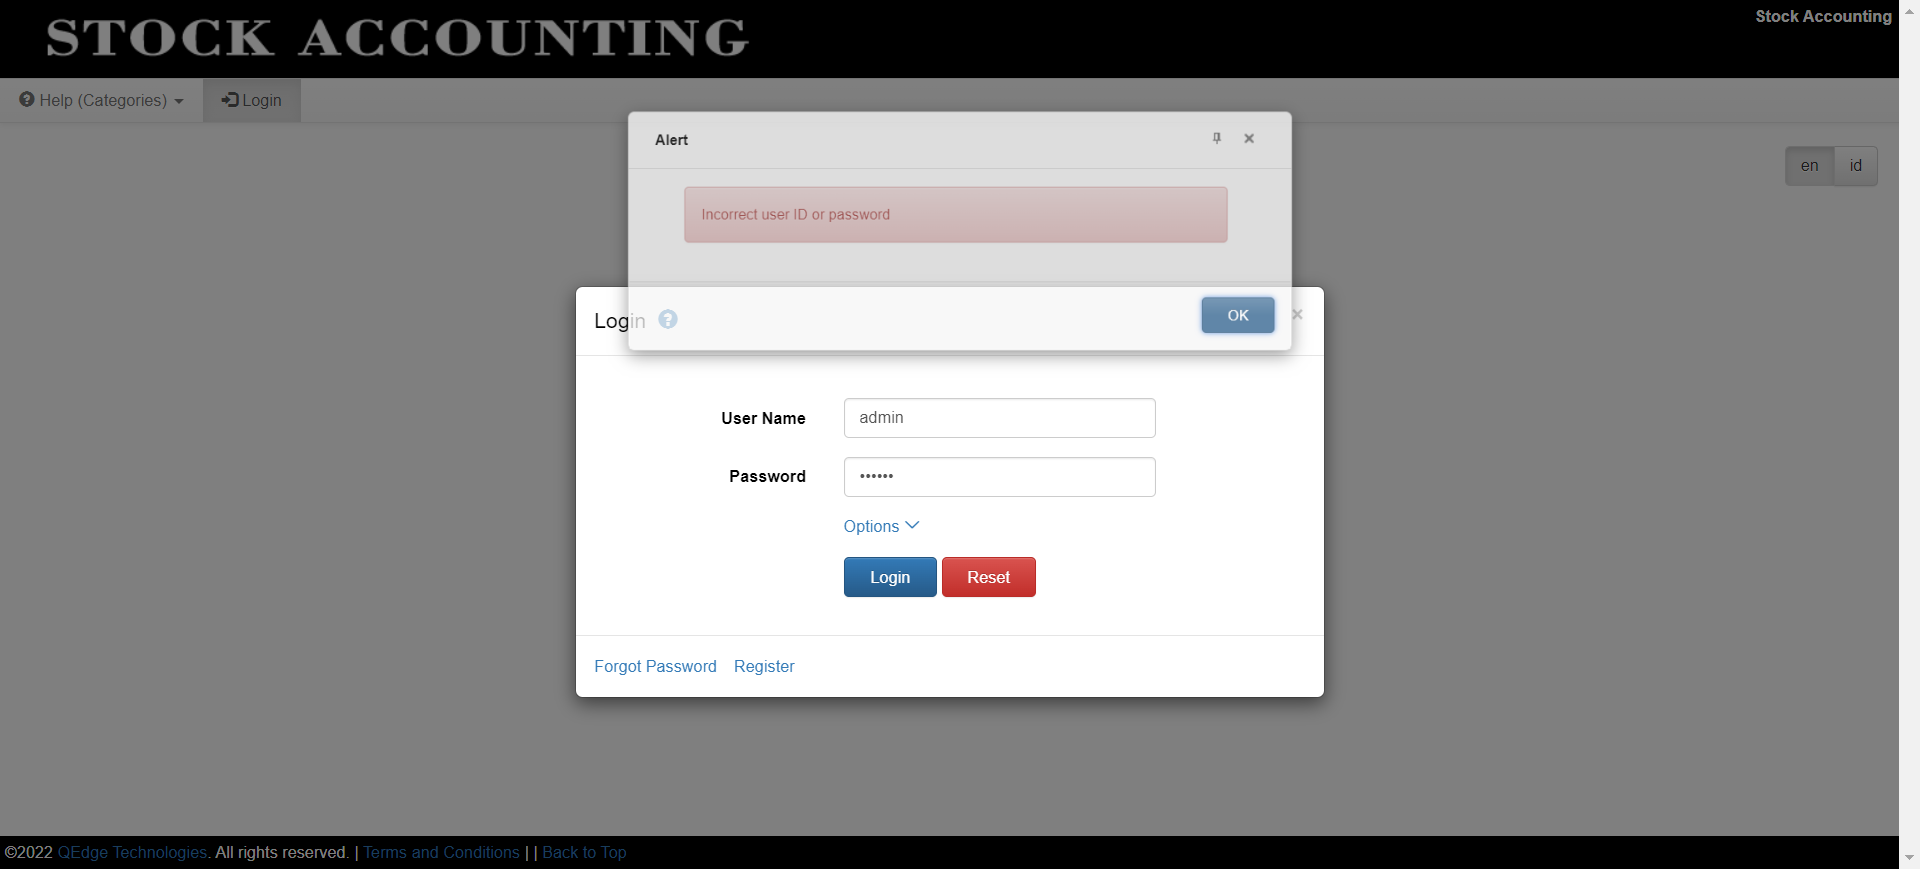 STOCK ACCOUNTING
Stock Accounting
Help (Categories)
Login
en
id
Alert
Incorrect user ID or password
OK
Login
User Name
admin
Password
••••••
Options
Login
Reset
Forgot Password
Register
©2022 QEdge Technologies. All rights reserved. | Terms and Conditions | | Back to Top